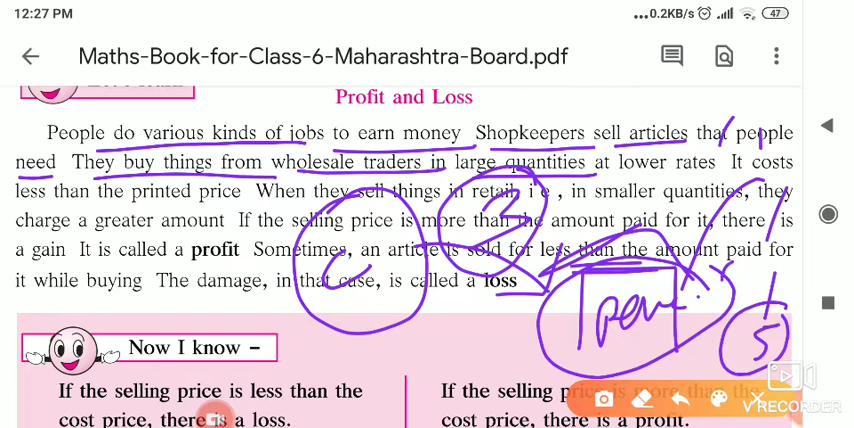 12:27 PM
...0.2KB/s 47
Maths-Book-for-Class-6-Maharashtra-Board.pdf
Profit and Loss
People do various kinds of jobs to earn money Shopkeepers sell articles that people
need They buy things from wholesale traders in large quantities at lower rates It costs
less than the printed price When they sell things in retail, i e , in smaller quantities, they
charge a greater amount If the selling price is more than the amount paid for it, there is
a gain It is called a profit Sometimes, an article is sold for less than the amount paid for
it while buying The damage, in that case, is called a loss
3
C
pen
5
Now I know –
If the selling price is less than the
cost price, there is a loss.
If the selling price is more than the
cost price, there is a profit.
V RECORDER